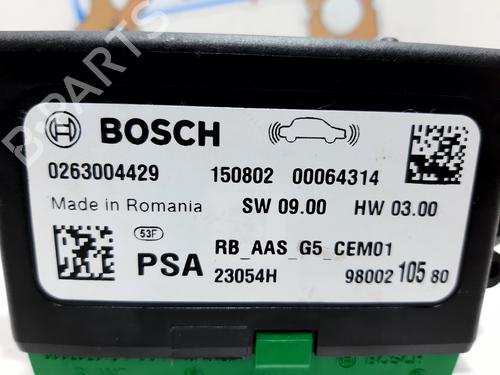 BOSCH
0263004429 150802 00064314
Made in Romania SW 09.00 HW 03.00
53F PSA RB_AAS_G5_CEM01
23054H 98002 105 80
BOSCH
B-PARTS